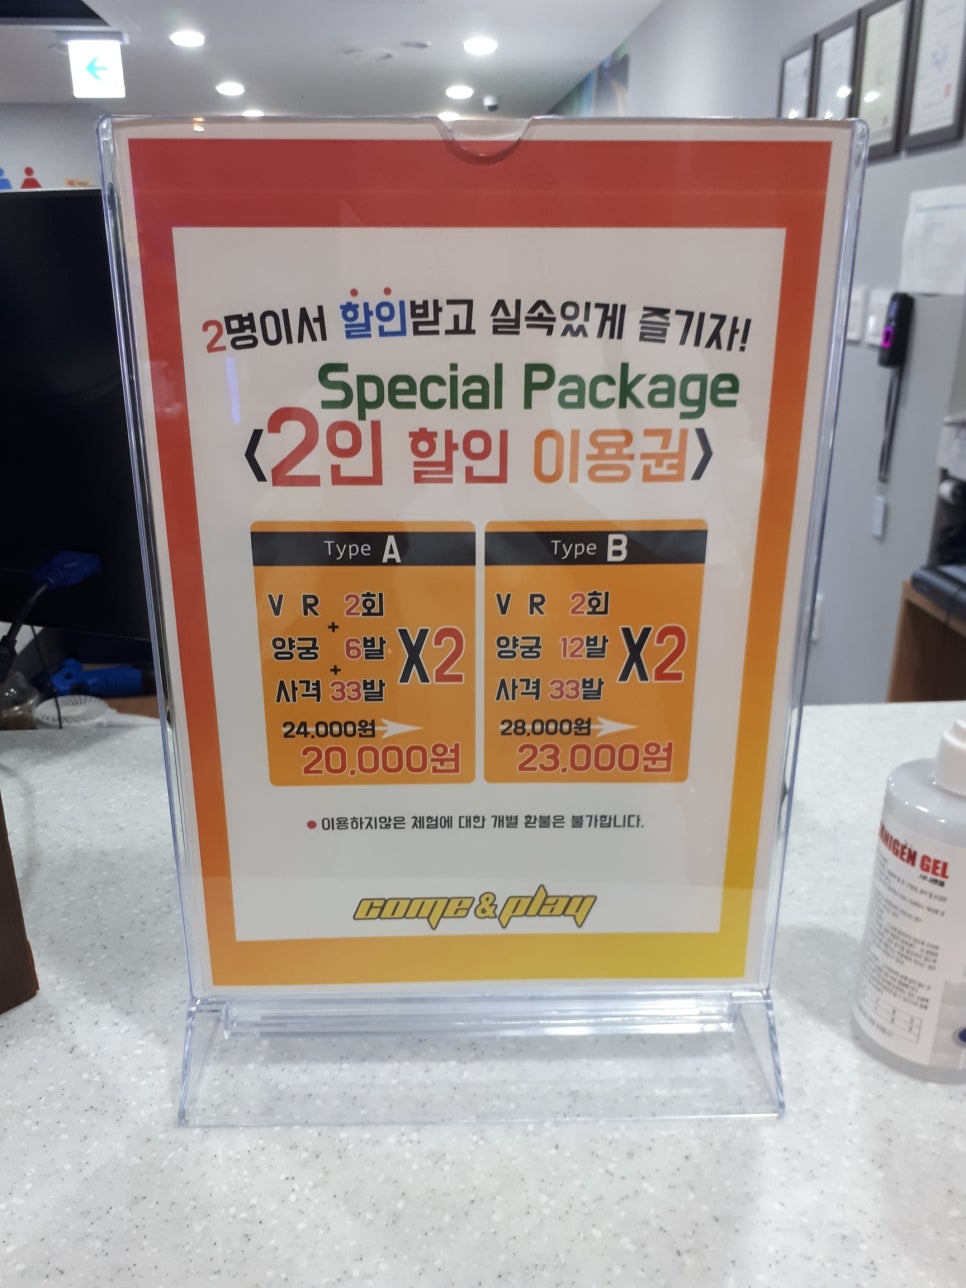 2명이서 할인받고 실속있게 즐기자!
Special Package
〈2인 할인 이용권〉
Type A
V R 2회
+
양궁 6발
+
사격 33발
X2
24,000원
20,000원
Type B
V R 2회
양궁 12발
사격 33발
X2
28,000원
23,000원
• 이용하지않은 체험에 대한 개별 환불은 불가합니다.
come & play
GEL